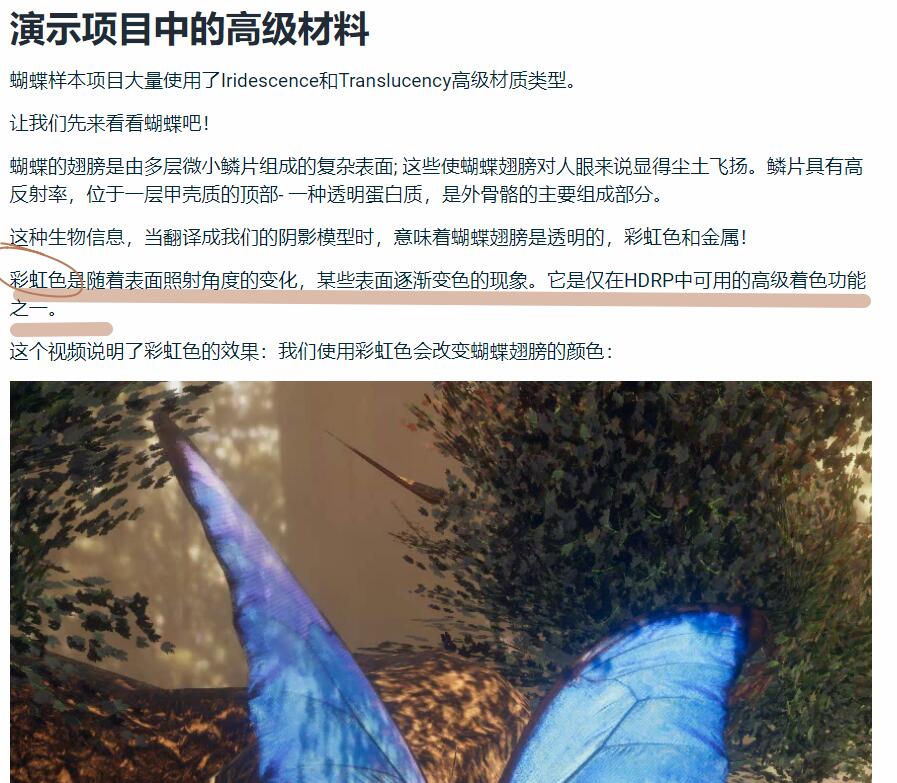 演示项目中的高级材料
蝴蝶样本项目大量使用了Iridescence和Translucency高级材质类型。
让我们先来看看蝴蝶吧！
蝴蝶的翅膀是由多层微小鳞片组成的复杂表面; 这些使蝴蝶翅膀对人眼来说显得尘土飞扬。鳞片具有高
反射率，位于一层甲壳质的顶部- 一种透明蛋白质，是外骨骼的主要组成部分。
这种生物信息，当翻译成我们的阴影模型时，意味着蝴蝶翅膀是透明的，彩虹色和金属！
彩虹色是随着表面照射角度的变化，某些表面逐渐变色的现象。它是仅在HDRP中可用的高级着色功能
之一。
这个视频说明了彩虹色的效果：我们使用彩虹色会改变蝴蝶翅膀的颜色：